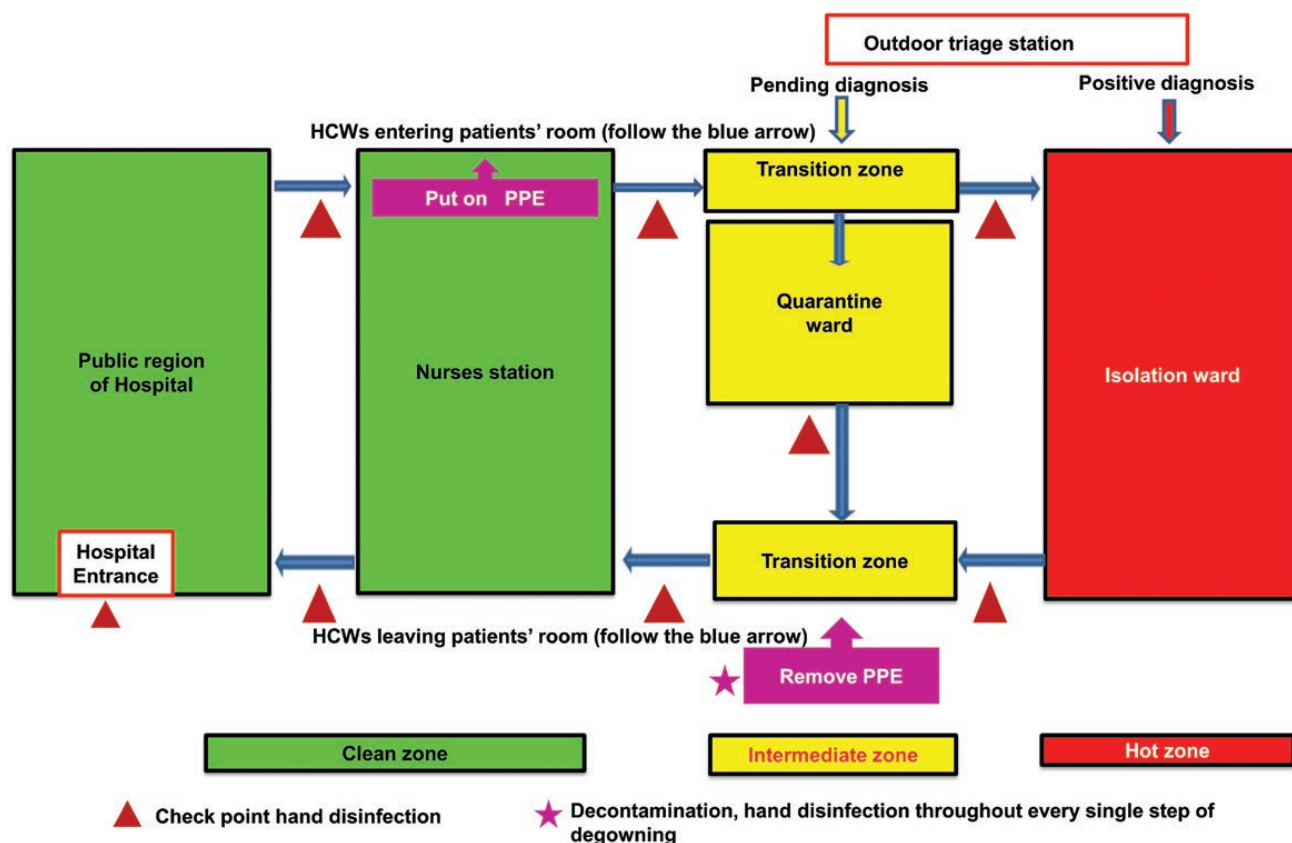 Outdoor triage station
Pending diagnosis
Positive diagnosis
HCWs entering patients' room (follow the blue arrow)
Put on PPE
Transition zone
Public region
of Hospital
Nurses station
Quarantine
ward
Isolation ward
Hospital
Entrance
Transition zone
HCWs leaving patients' room (follow the blue arrow)
Remove PPE
Clean zone
Intermediate zone
Hot zone
Check point hand disinfection
Decontamination, hand disinfection throughout every single step of
degowning